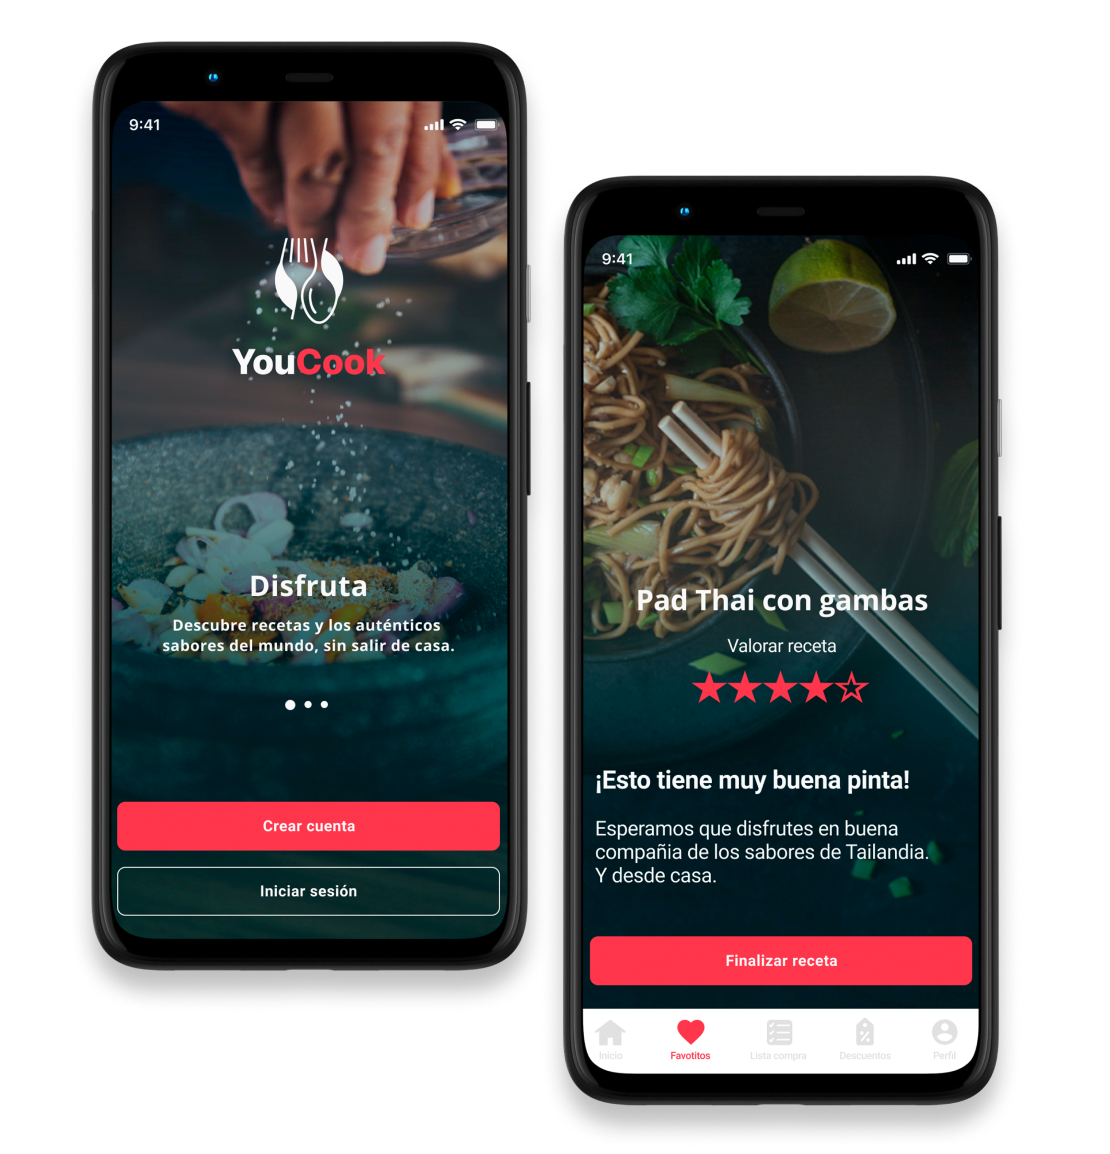 9:41
YouCook
Disfruta
Descubre recetas y los auténticos
sabores del mundo, sin salir de casa.
Crear cuenta
Iniciar sesión
9:41
Pad Thai con gambas
Valorar receta
¡Esto tiene muy buena pinta!
Esperamos que disfrutes en buena
compañia de los sabores de Tailandia.
Y desde casa.
Finalizar receta
Inicio
Favotitos
Lista compra
Descuentos
Perfil